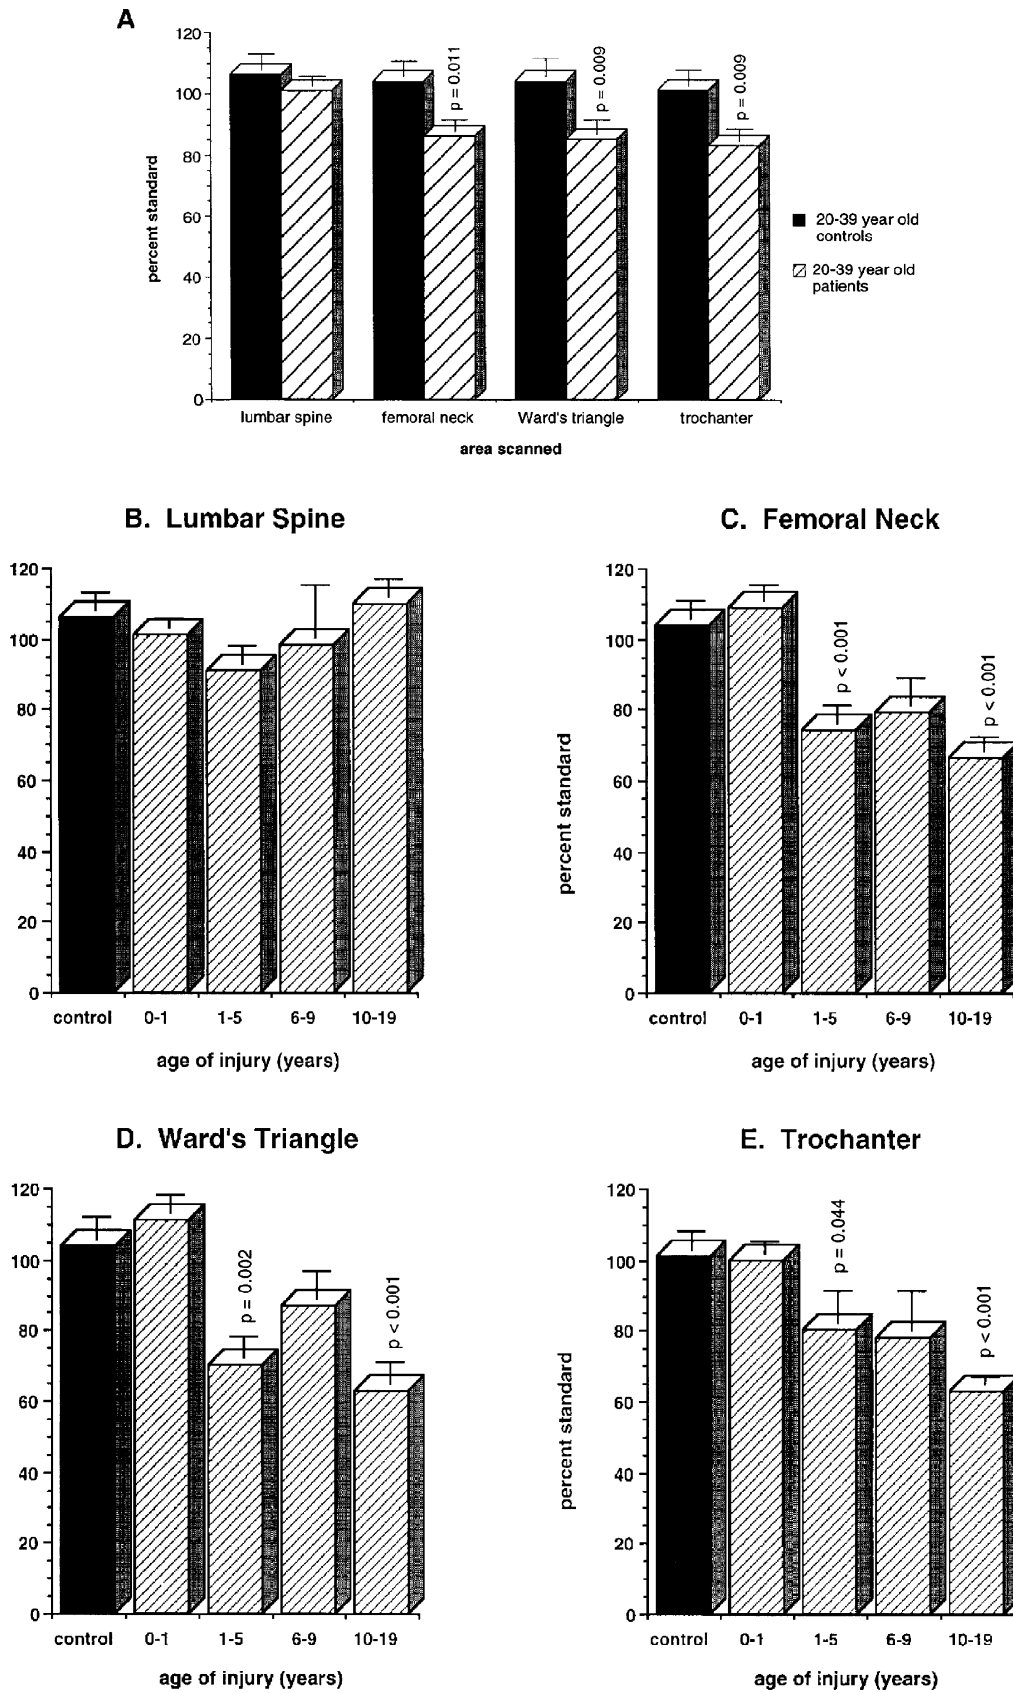 A
120
100
80
60
40
20
0
percent standard
p = 0.011
p = 0.009
p = 0.009
lumbar spine
femoral neck
Ward's triangle
trochanter
area scanned
20-39 year old
controls
20-39 year old
patients
B. Lumbar Spine
120
100
80
60
40
20
0
control
0-1
1-5
6-9
10-19
age of injury (years)
C. Femoral Neck
percent standard
120
100
80
60
40
20
0
p < 0.001
p < 0.001
control
0-1
1-5
6-9
10-19
age of injury (years)
D. Ward's Triangle
120
100
80
60
40
20
0
p = 0.002
p < 0.001
control
0-1
1-5
6-9
10-19
age of injury (years)
E. Trochanter
percent standard
120
100
80
60
40
20
0
p = 0.044
p < 0.001
control
0-1
1-5
6-9
10-19
age of injury (years)